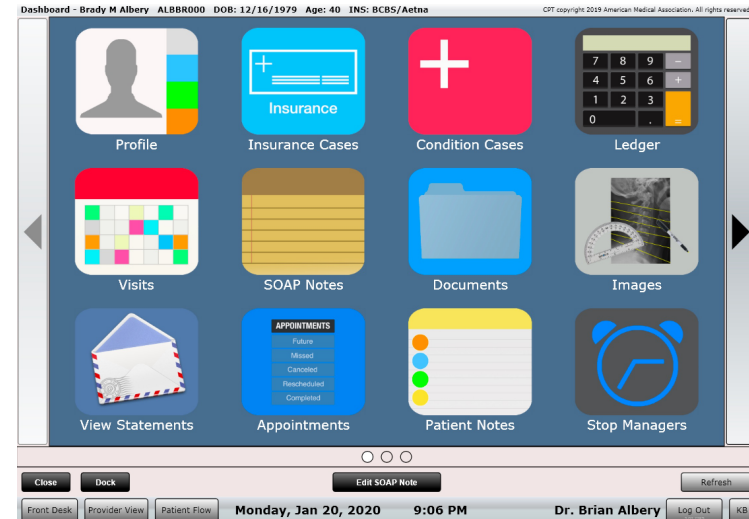 Dashboard - Brady M Albery ALBBR000 DOB: 12/16/1979 Age: 40 INS: BCBS/Aetna
CPT copyright 2019 American Medical Association. All rights reserved
Insurance
7 8 9 -
4 5 6 +
1 2 3
0 . =
Profile
Insurance Cases
Condition Cases
Ledger
Visits
SOAP Notes
Documents
Images
APPOINTMENTS
Future
Missed
Canceled
Rescheduled
Completed
View Statements
Appointments
Patient Notes
Stop Managers
Close
Dock
Edit SOAP Note
Refresh
Front Desk
Provider View
Patient Flow
Monday, Jan 20, 2020
9:06 PM
Dr. Brian Albery
Log Out
KB